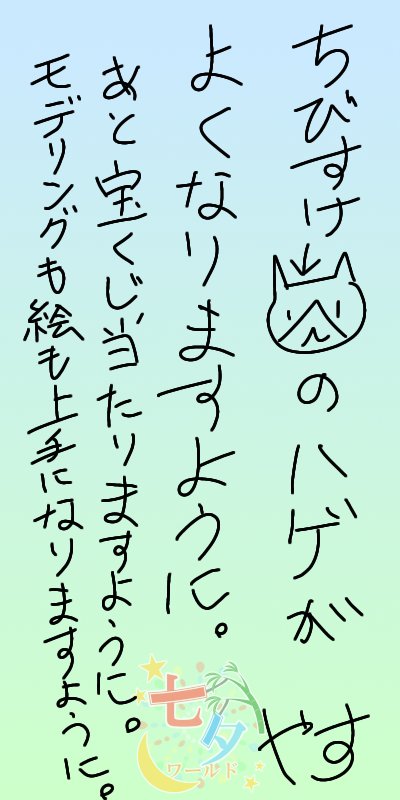 ちびすけ↓のハゲが
よくなりますように。
あと宝くじ当たりますように。
モデリングも絵も上手になりますように。
やす
七夕
ワールド